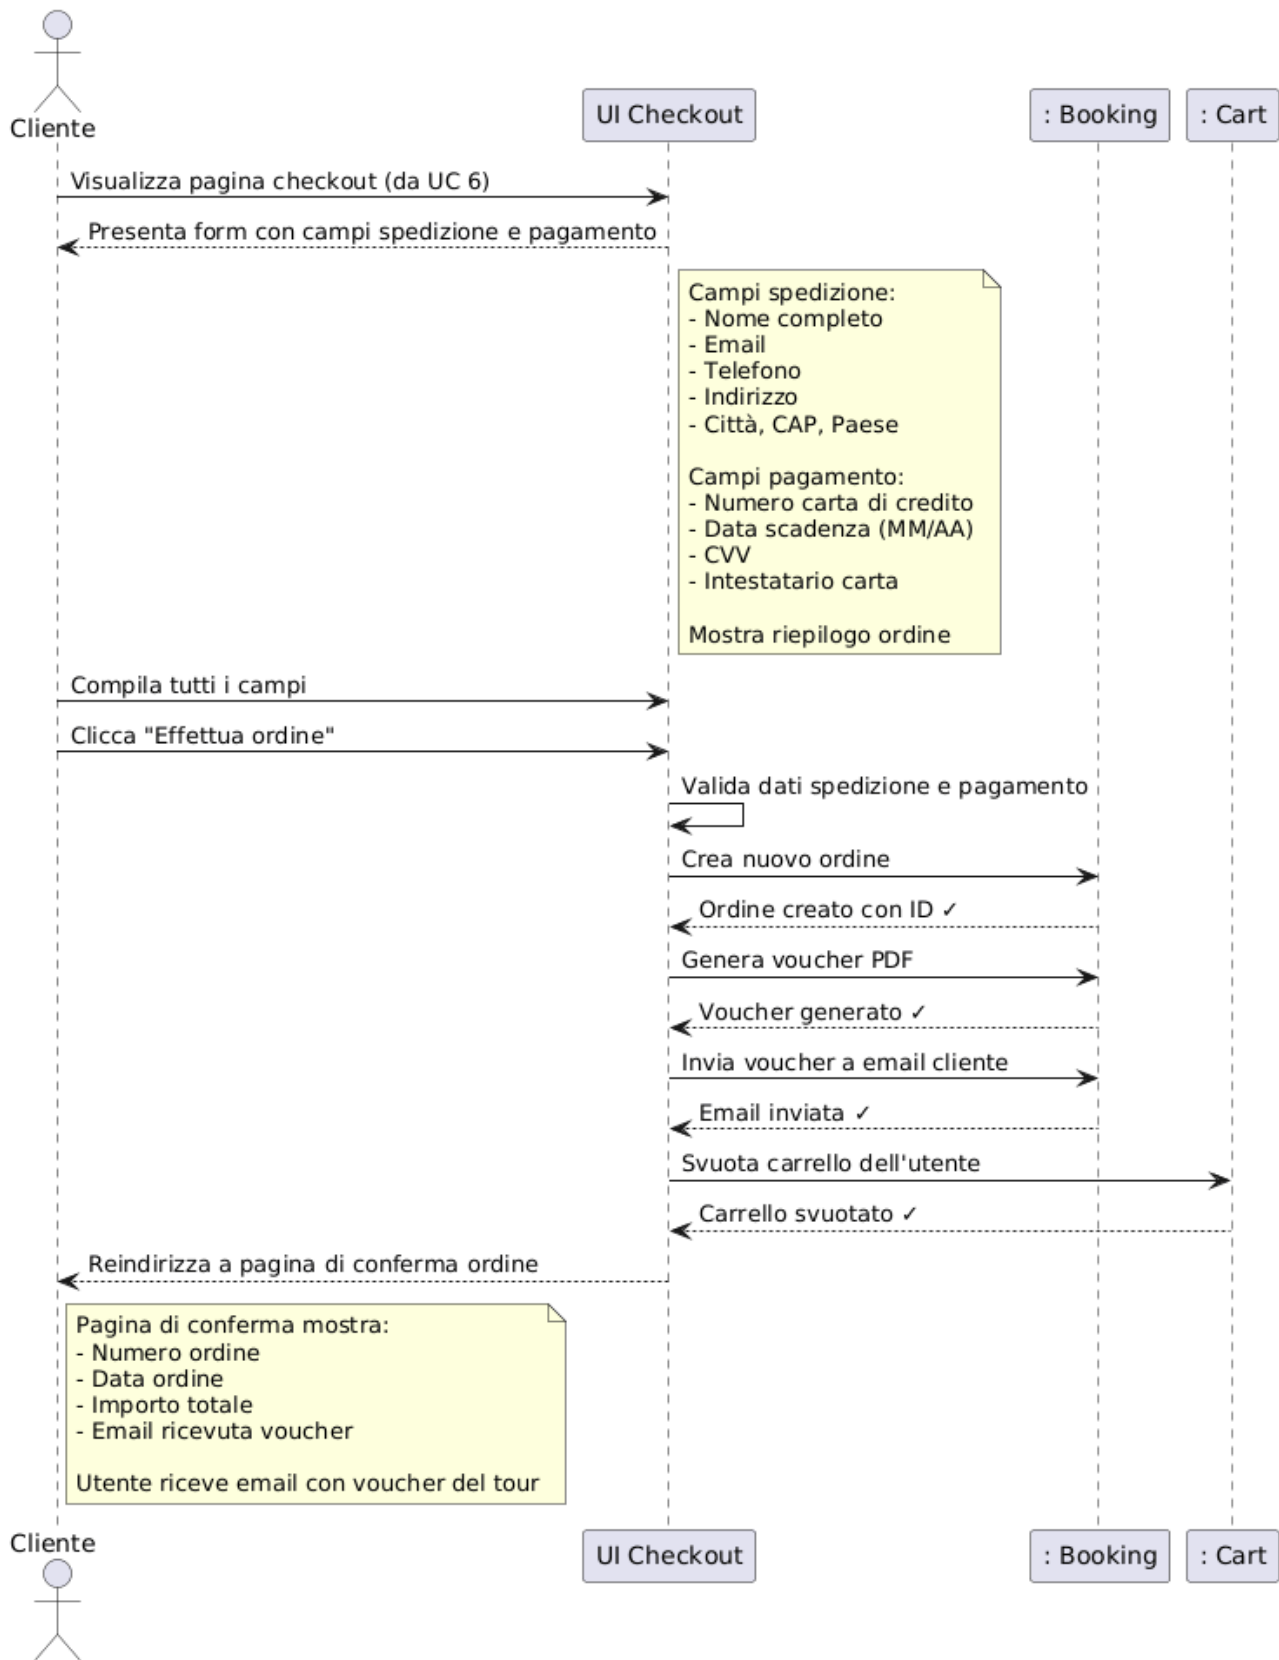 Cliente
UI Checkout
: Booking
: Cart
Visualizza pagina checkout (da UC 6)
Presenta form con campi spedizione e pagamento
Campi spedizione:
- Nome completo
- Email
- Telefono
- Indirizzo
- Città, CAP, Paese
Campi pagamento:
- Numero carta di credito
- Data scadenza (MM/AA)
- CVV
- Intestatario carta
Mostra riepilogo ordine
Compila tutti i campi
Clicca "Effettua ordine"
Valida dati spedizione e pagamento
Crea nuovo ordine
Ordine creato con ID ✓
Genera voucher PDF
Voucher generato ✓
Invia voucher a email cliente
Email inviata ✓
Svuota carrello dell'utente
Carrello svuotato ✓
Reindirizza a pagina di conferma ordine
Pagina di conferma mostra:
- Numero ordine
- Data ordine
- Importo totale
- Email ricevuta voucher
Utente riceve email con voucher del tour
Cliente
UI Checkout
: Booking
: Cart